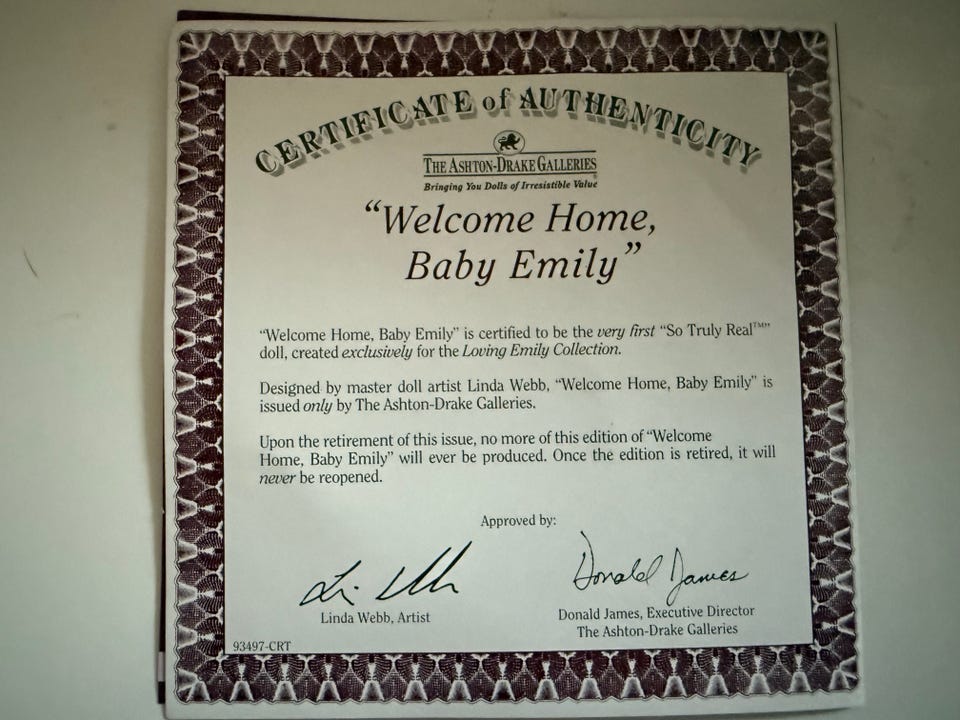 CERTIFICATE of AUTHENTICITY
THE ASHTON-DRAKE GALLERIES
Bringing You Dolls of Irresistible Value
“Welcome Home,
Baby Emily”
“Welcome Home, Baby Emily” is certified to be the very first “So Truly Real™”
doll, created exclusively for the Loving Emily Collection.
Designed by master doll artist Linda Webb, “Welcome Home, Baby Emily” is
issued only by The Ashton-Drake Galleries.
Upon the retirement of this issue, no more of this edition of “Welcome
Home, Baby Emily” will ever be produced. Once the edition is retired, it will
never be reopened.
Approved by:
Donald James
Linda Webb, Artist
Donald James, Executive Director
The Ashton-Drake Galleries
93497-CRT